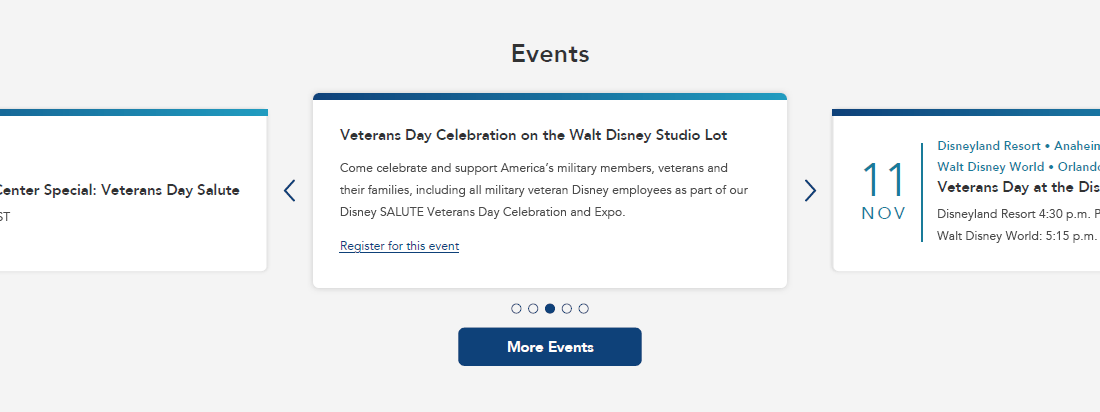 Events
Center Special: Veterans Day Salute
ST
Veterans Day Celebration on the Walt Disney Studio Lot
Come celebrate and support America's military members, veterans and
their families, including all military veteran Disney employees as part of our
Disney SALUTE Veterans Day Celebration and Expo.
Register for this event
11
NOV
Disneyland Resort • Anaheim
Walt Disney World • Orlando
Veterans Day at the Dis
Disneyland Resort 4:30 p.m. P
Walt Disney World: 5:15 p.m.
More Events